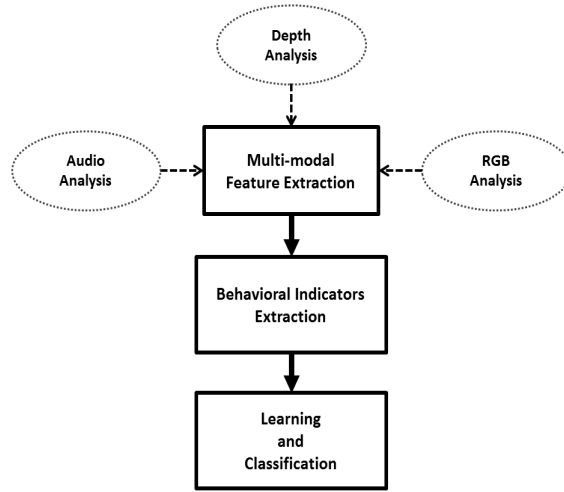 Depth
Analysis
Audio
Analysis
Multi-modal
Feature Extraction
RGB
Analysis
Behavioral Indicators
Extraction
Learning
and
Classification